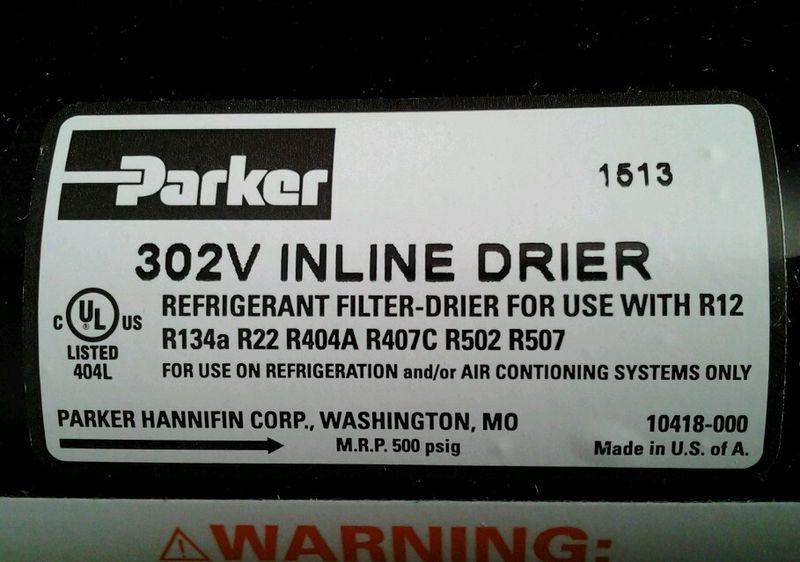 Parker
1513
302V INLINE DRIER
REFRIGERANT FILTER-DRIER FOR USE WITH R12
R134a R22 R404A R407C R502 R507
C UL US
LISTED
404L
FOR USE ON REFRIGERATION and/or AIR CONTIONING SYSTEMS ONLY
PARKER HANNIFIN CORP., WASHINGTON, MO
10418-000
M.R.P. 500 psig
Made in U.S. of A.
WARNING: